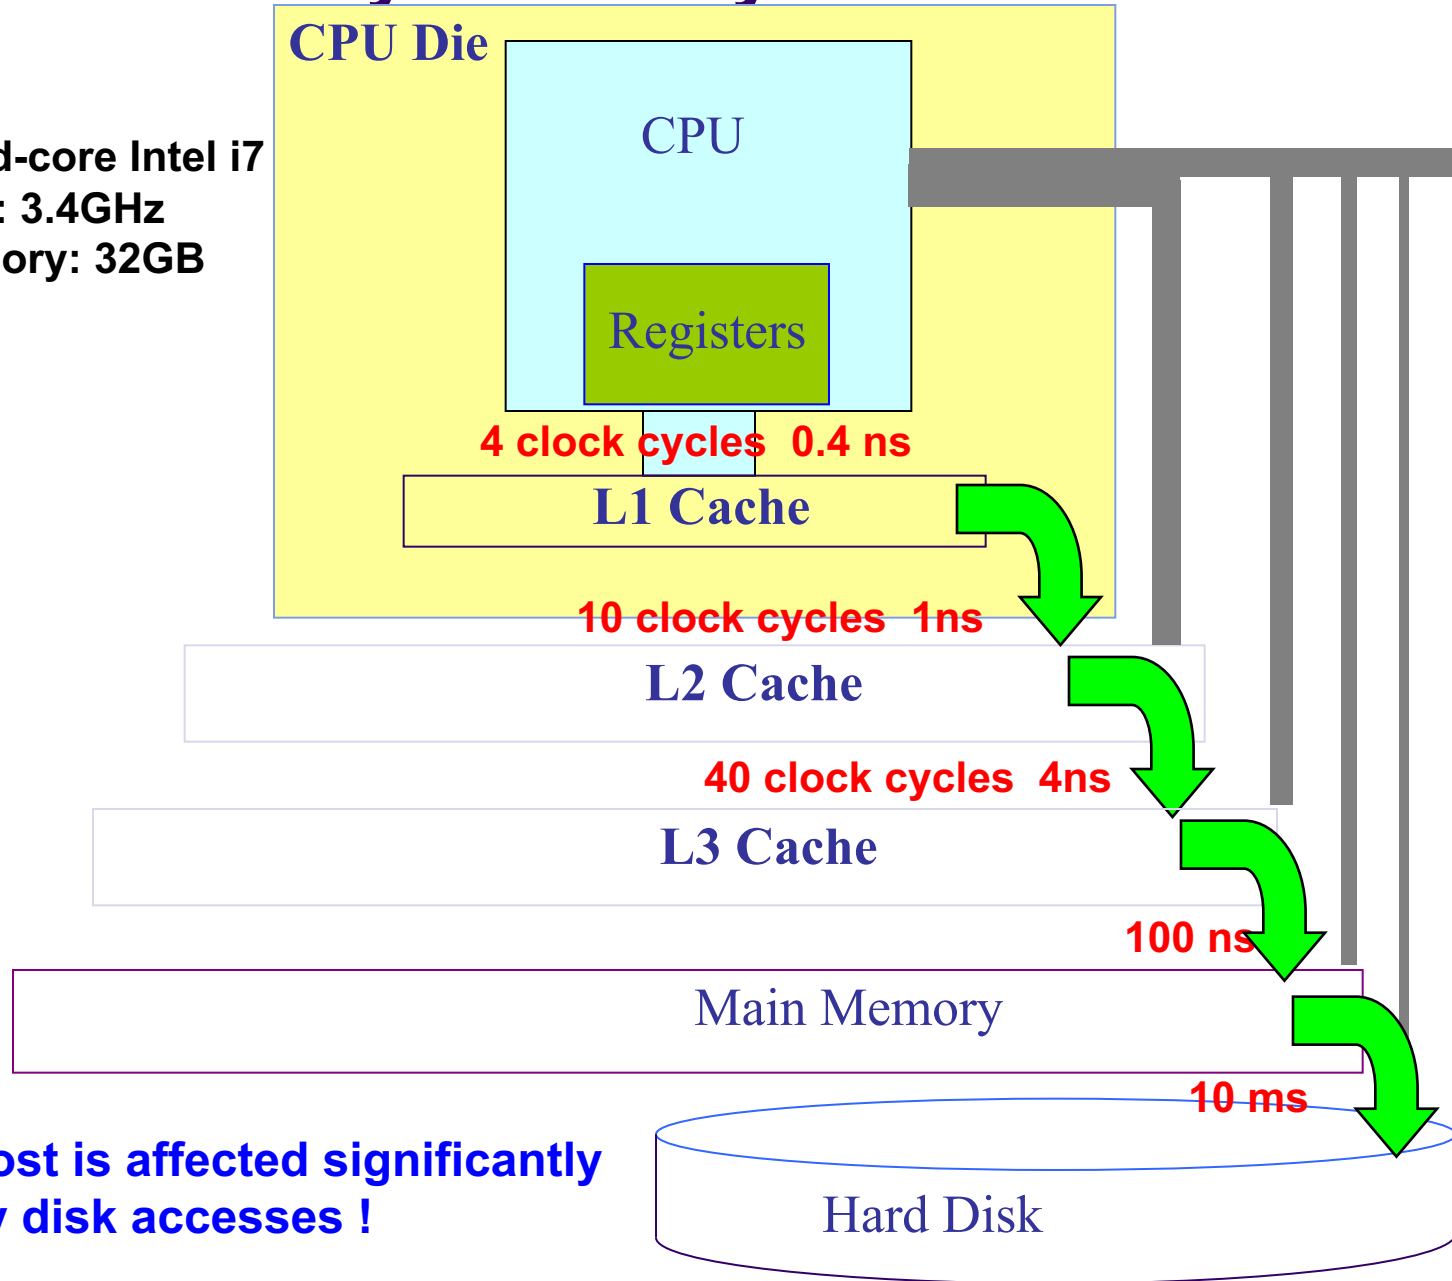 CPU Die
CPU
d-core Intel i7
: 3.4GHz
ory: 32GB
Registers
4 clock cycles 0.4 ns
L1 Cache
10 clock cycles 1ns
L2 Cache
40 clock cycles 4ns
L3 Cache
100 ns
Main Memory
10 ms
ost is affected significantly
y disk accesses !
Hard Disk